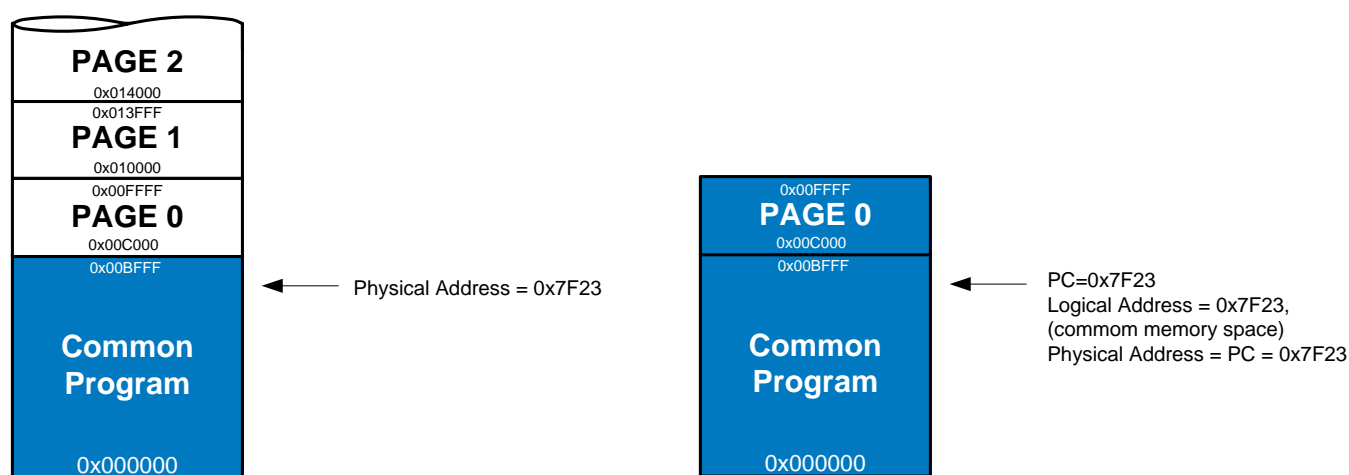 PAGE 2
0x014000
0x013FFF
PAGE 1
0x010000
0x00FFFF
PAGE 0
0x00C000
0x00BFFF
Physical Address = 0x7F23
Common
Program
0x000000
0x00FFFF
PAGE 0
0x00C000
0x00BFFF
PC=0x7F23
Logical Address = 0x7F23,
(commom memory space)
Physical Address = PC = 0x7F23
Common
Program
0x000000